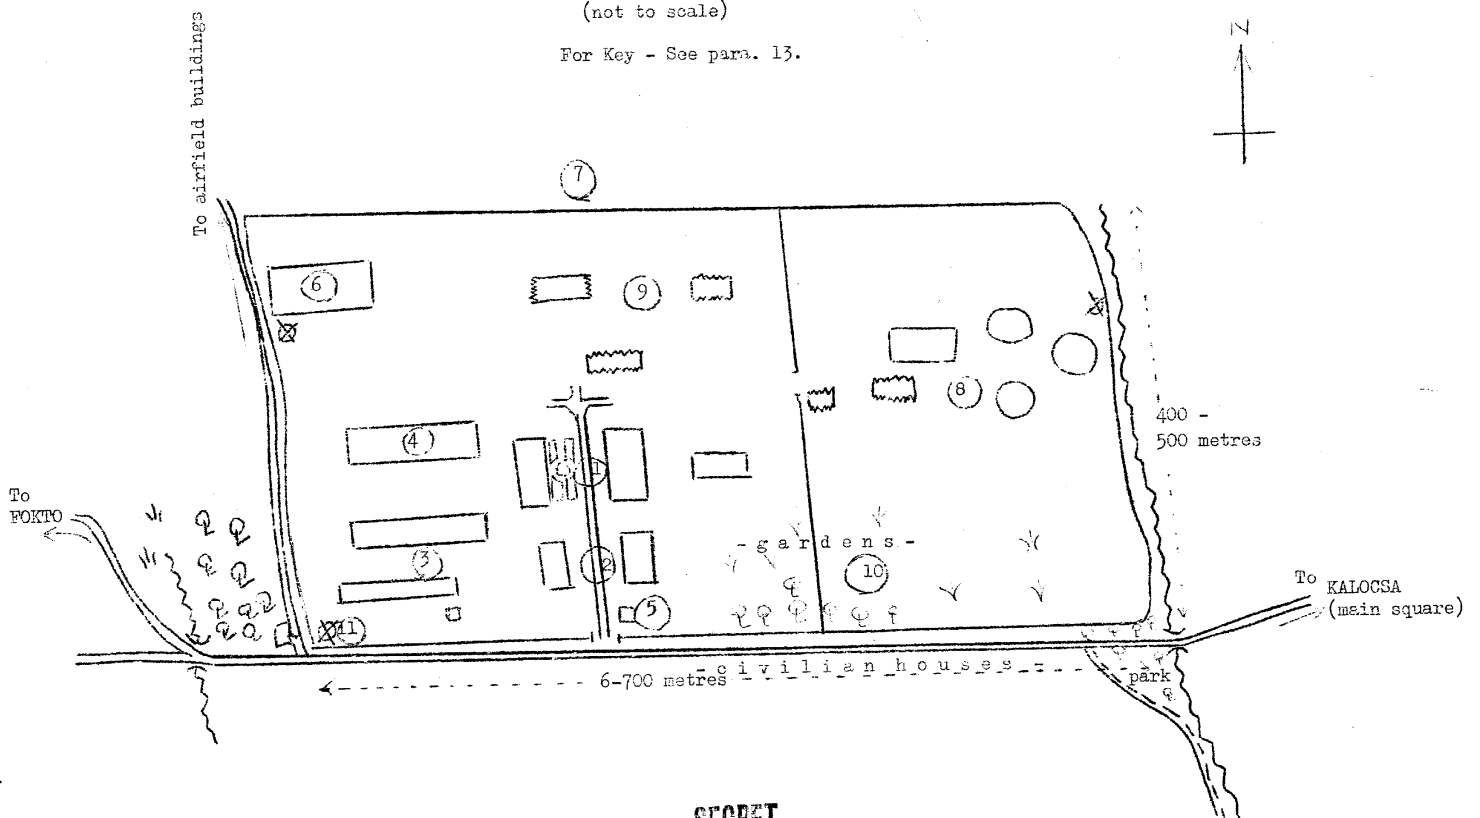 (not to scale)
For Key - See para. 13.
N
To airfield buildings
7
6
9
8
400 -
500 metres
4
1
To
FOKTO
- g a r d e n s -
3
2
10
5
11
To KALOCSA
(main square)
- c i v i l i a n h o u s e s -
6-700 metres
park
SECRET